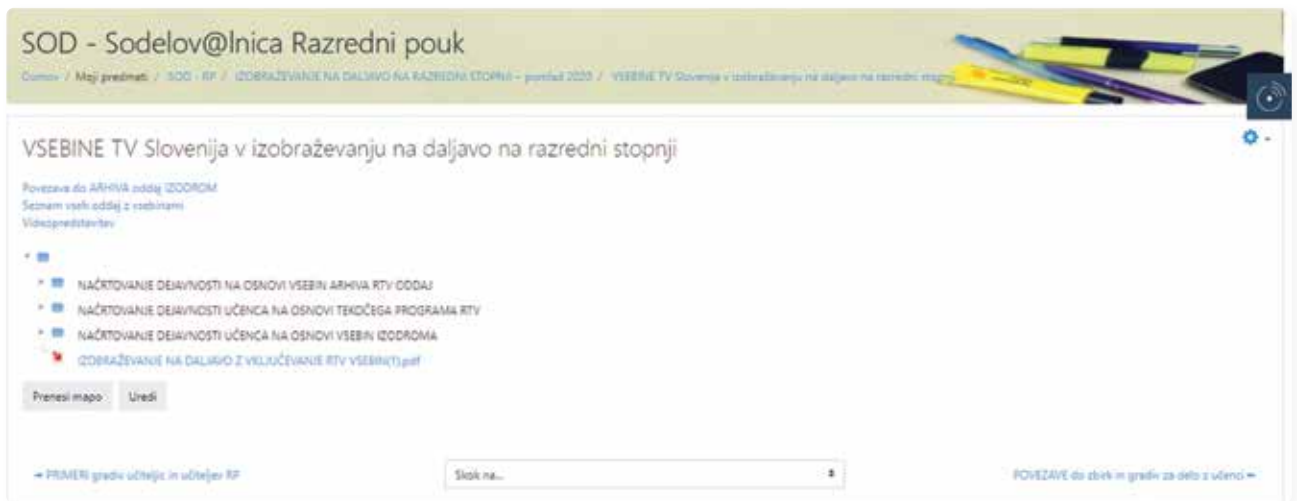 SOD - Sodelov@lnica Razredni pouk
Domov / Moji predmeti / SOD - RP / IZOBRAŽEVANJE NA DALJAVO NA RAZREDNI STOPNJI - pomlad 2020 / VSEBINE TV Slovenija v izobraževanju na daljavo na razredni stopnji
VSEBINE TV Slovenija v izobraževanju na daljavo na razredni stopnji
Povezava do ARHIVA oddaj IZODROM
Seznam vseh oddaj z vsebinami
Videopredstavitev
NAČRTOVANJE DEJAVNOSTI NA OSNOVI VSEBIN ARHIVA RTV ODDAJ
NAČRTOVANJE DEJAVNOSTI UČENCA NA OSNOVI TEKOČEGA PROGRAMA RTV
NAČRTOVANJE DEJAVNOSTI UČENCA NA OSNOVI VSEBIN IZODROMA
IZOBRAŽEVANJE NA DALJAVO Z VKLJUČEVANJE RTV VSEBIN(1).pdf
Prenesi mapo Uredi
PRIMERI gradiv učiteljic in učiteljev RP Skok na... POVEZAVE do zbirk in gradiv za delo z učenci